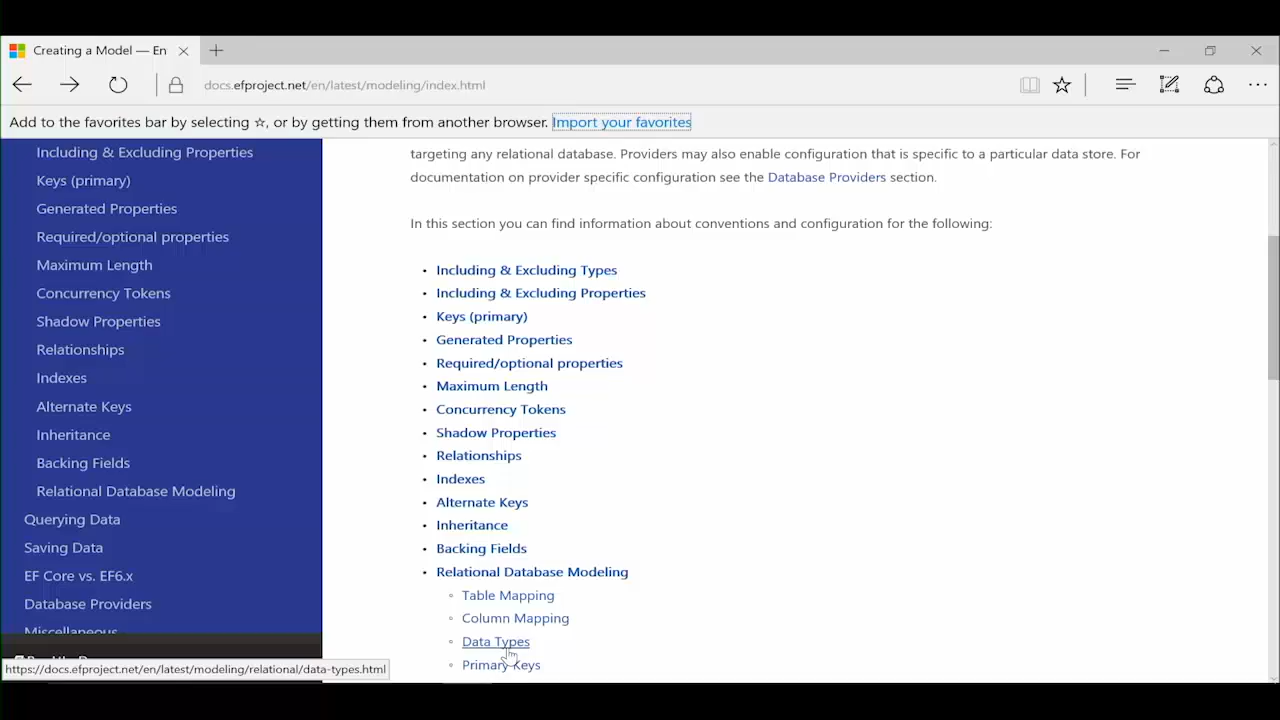 Creating a Model — En
docs.efproject.net/en/latest/modeling/index.html
Add to the favorites bar by selecting ☆, or by getting them from another browser. Import your favorites
Including & Excluding Properties
Keys (primary)
Generated Properties
Required/optional properties
Maximum Length
Concurrency Tokens
Shadow Properties
Relationships
Indexes
Alternate Keys
Inheritance
Backing Fields
Relational Database Modeling
Querying Data
Saving Data
EF Core vs. EF6.x
Database Providers
Miscellaneous
https://docs.efproject.net/en/latest/modeling/relational/data-types.html
targeting any relational database. Providers may also enable configuration that is specific to a particular data store. For
documentation on provider specific configuration see the Database Providers section.
In this section you can find information about conventions and configuration for the following:
• Including & Excluding Types
• Including & Excluding Properties
• Keys (primary)
• Generated Properties
• Required/optional properties
• Maximum Length
• Concurrency Tokens
• Shadow Properties
• Relationships
• Indexes
• Alternate Keys
• Inheritance
• Backing Fields
• Relational Database Modeling
◦ Table Mapping
◦ Column Mapping
◦ Data Types
◦ Primary Keys